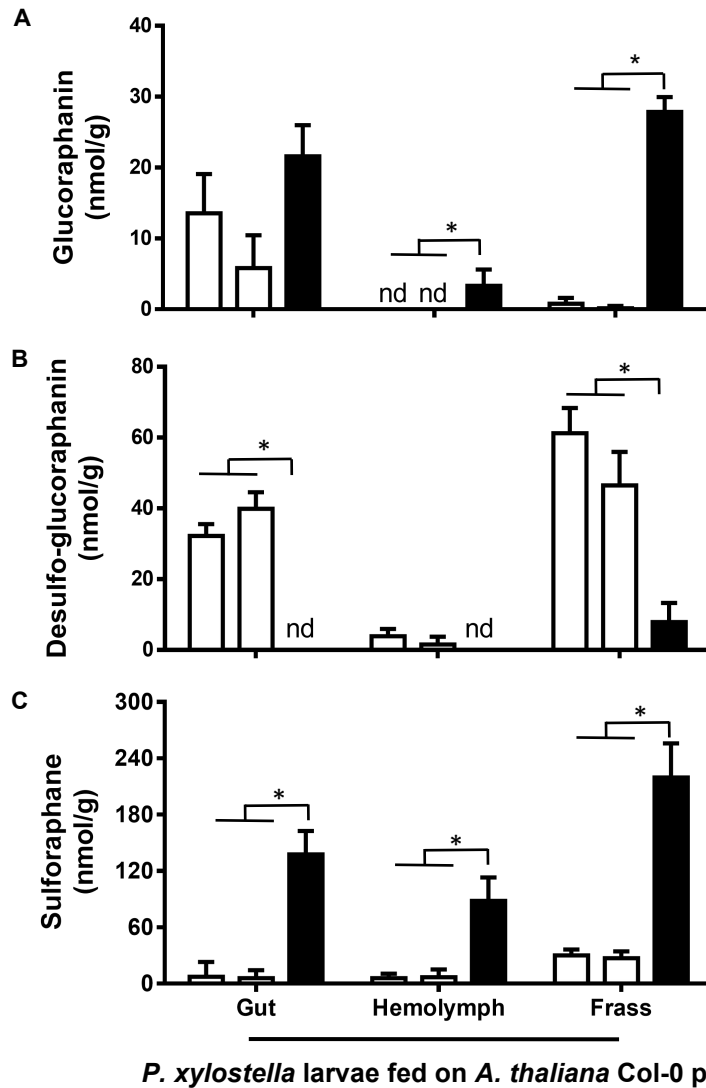 A
Glucoraphanin
(nmol/g)
40
30
20
10
0
nd nd
*
*
B
Desulfo-glucoraphanin
(nmol/g)
80
60
40
20
0
*
nd
nd
*
C
Sulforaphane
(nmol/g)
300
240
180
120
60
0
*
*
*
Gut Hemolymph Frass
P. xylostella larvae fed on A. thaliana Col-0 p